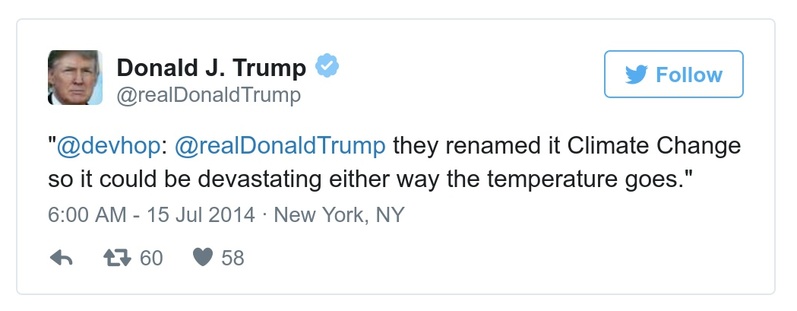 Donald J. Trump
@realDonaldTrump
Follow
"@devhop: @realDonaldTrump they renamed it Climate Change
so it could be devastating either way the temperature goes."
6:00 AM - 15 Jul 2014 · New York, NY
60 58